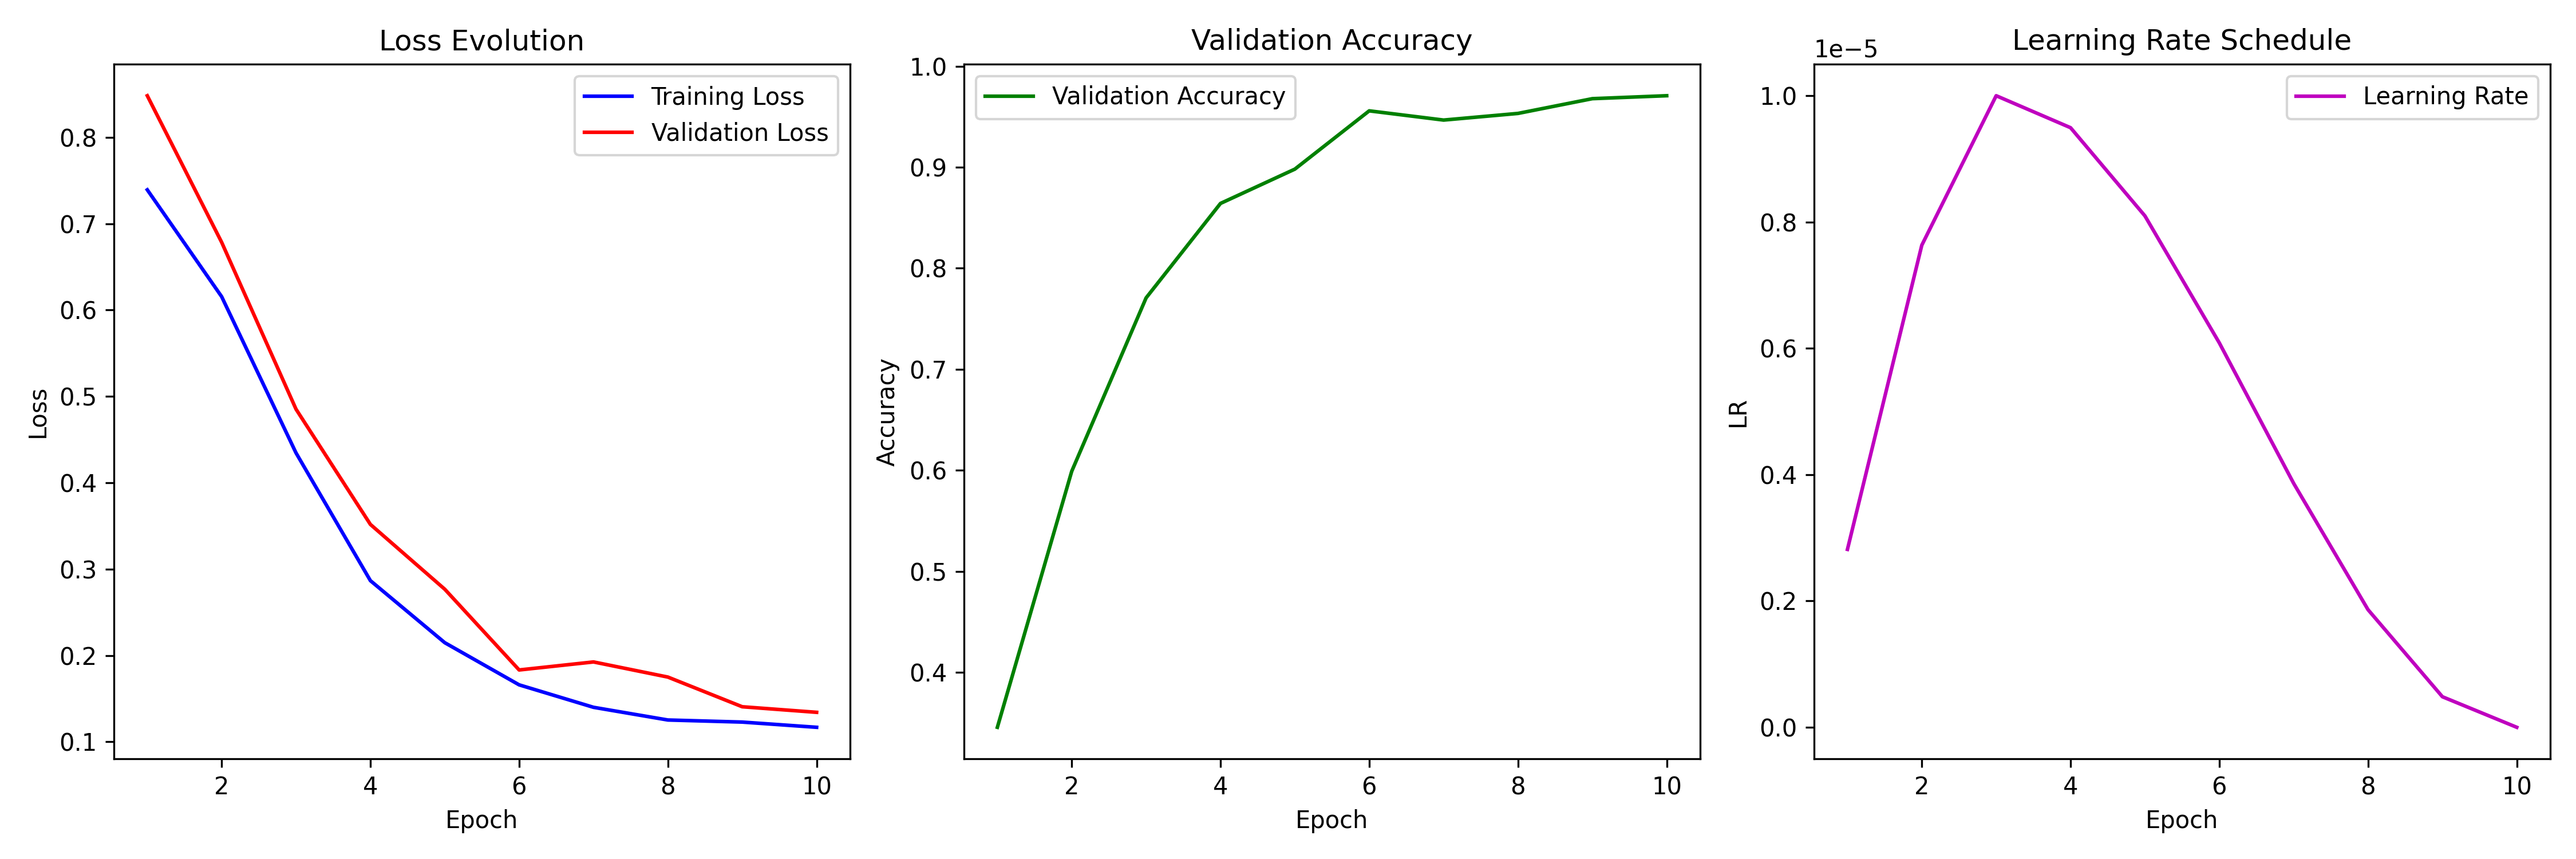 Loss Evolution
Training Loss
Validation Loss
0.8
0.7
0.6
0.5
0.4
0.3
0.2
0.1
Loss
2 4 6 8 10
Epoch
Validation Accuracy
Validation Accuracy
1.0
0.9
0.8
0.7
0.6
0.5
0.4
Accuracy
2 4 6 8 10
Epoch
Learning Rate Schedule
1e−5
Learning Rate
1.0
0.8
0.6
0.4
0.2
0.0
LR
2 4 6 8 10
Epoch